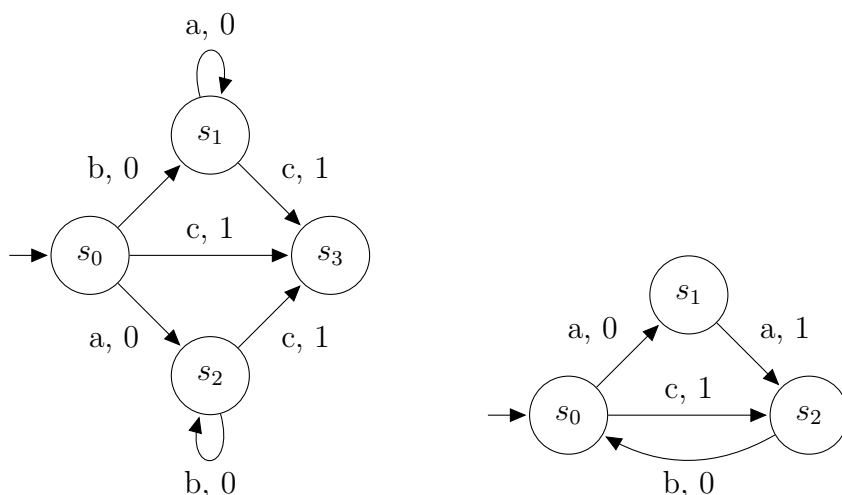 a, 0
s₁
b, 0
c, 1
c, 1
s₀
s₃
a, 0
c, 1
s₂
b, 0
s₁
a, 0
a, 1
c, 1
s₀
s₂
b, 0